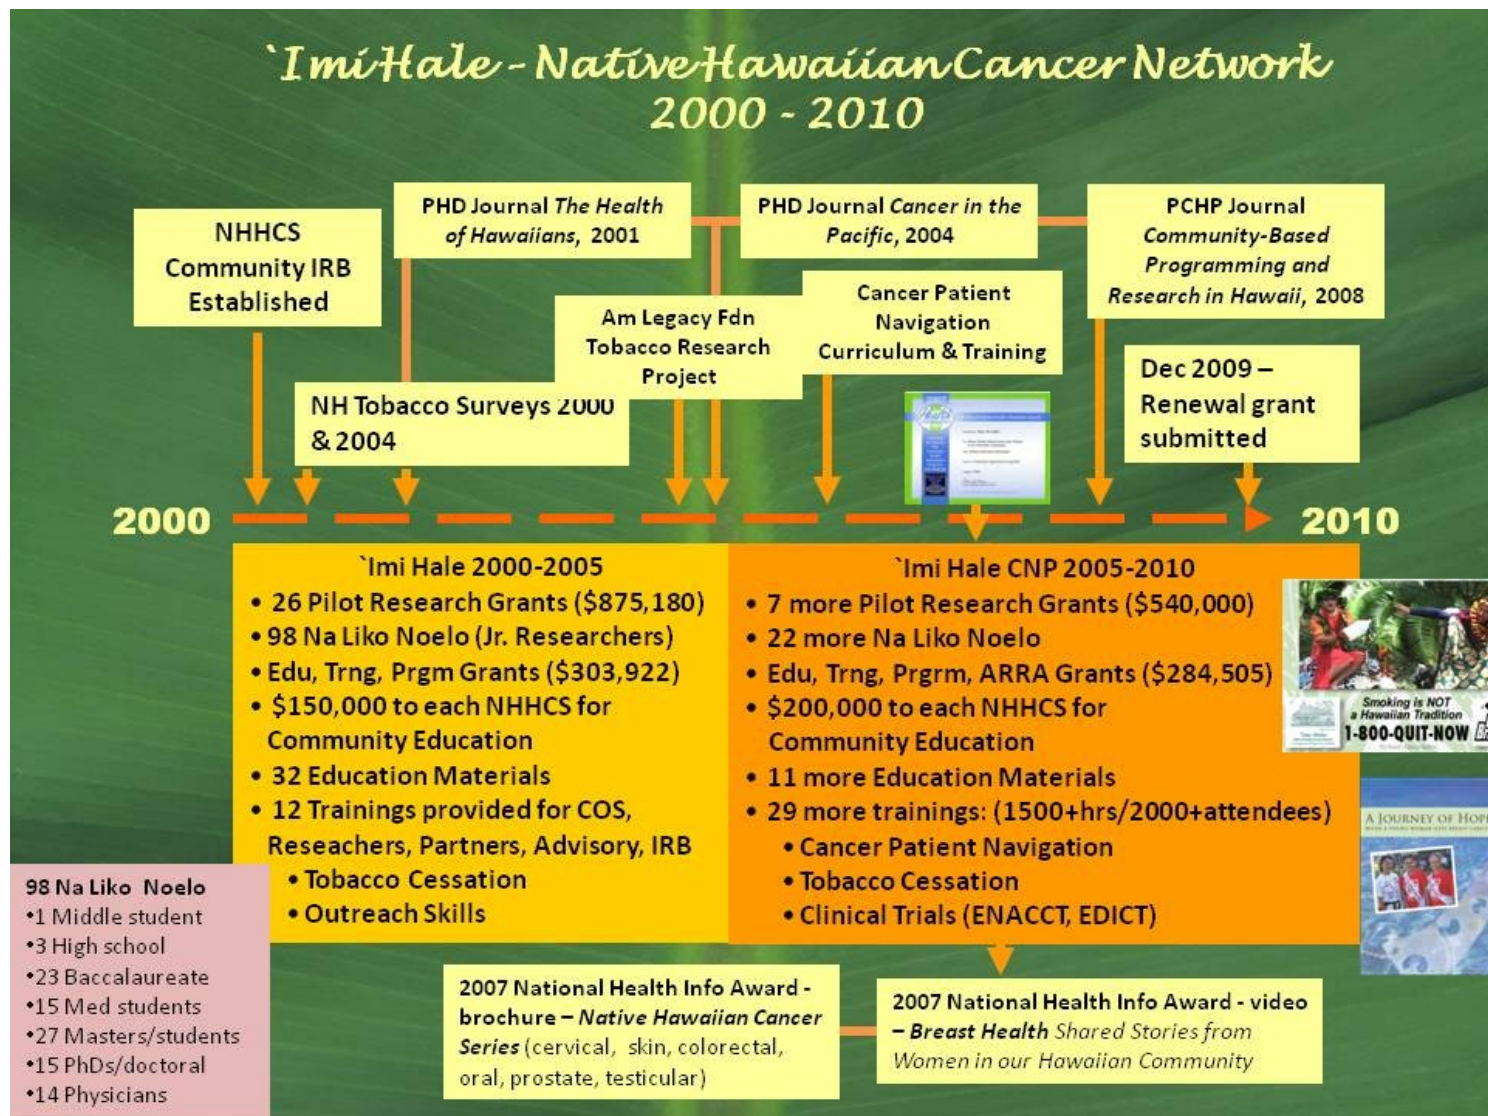 `Imi Hale - Native Hawaiian Cancer Network
2000 - 2010
NHHCS
Community IRB
Established
PHD Journal The Health
of Hawaiians, 2001
PHD Journal Cancer in the
Pacific, 2004
PCHP Journal
Community-Based
Programming and
Research in Hawaii, 2008
Am Legacy Fdn
Tobacco Research
Project
Cancer Patient
Navigation
Curriculum & Training
NH Tobacco Surveys 2000
& 2004
Dec 2009 –
Renewal grant
submitted
2000
2010
`Imi Hale 2000-2005
• 26 Pilot Research Grants ($875,180)
• 98 Na Liko Noelo (Jr. Researchers)
• Edu, Trng, Prgm Grants ($303,922)
• $150,000 to each NHHCS for
Community Education
• 32 Education Materials
• 12 Trainings provided for COS,
Reseachers, Partners, Advisory, IRB
• Tobacco Cessation
• Outreach Skills
`Imi Hale CNP 2005-2010
• 7 more Pilot Research Grants ($540,000)
• 22 more Na Liko Noelo
• Edu, Trng, Prgrm, ARRA Grants ($284,505)
• $200,000 to each NHHCS for
Community Education
• 11 more Education Materials
• 29 more trainings: (1500+hrs/2000+attendees)
• Cancer Patient Navigation
• Tobacco Cessation
• Clinical Trials (ENACCT, EDICT)
Smoking is NOT
a Hawaiian Tradition
1-800-QUIT-NOW
A JOURNEY OF HOPE
98 Na Liko Noelo
•1 Middle student
•3 High school
•23 Baccalaureate
•15 Med students
•27 Masters/students
•15 PhDs/doctoral
•14 Physicians
2007 National Health Info Award -
brochure – Native Hawaiian Cancer
Series (cervical, skin, colorectal,
oral, prostate, testicular)
2007 National Health Info Award - video
– Breast Health Shared Stories from
Women in our Hawaiian Community